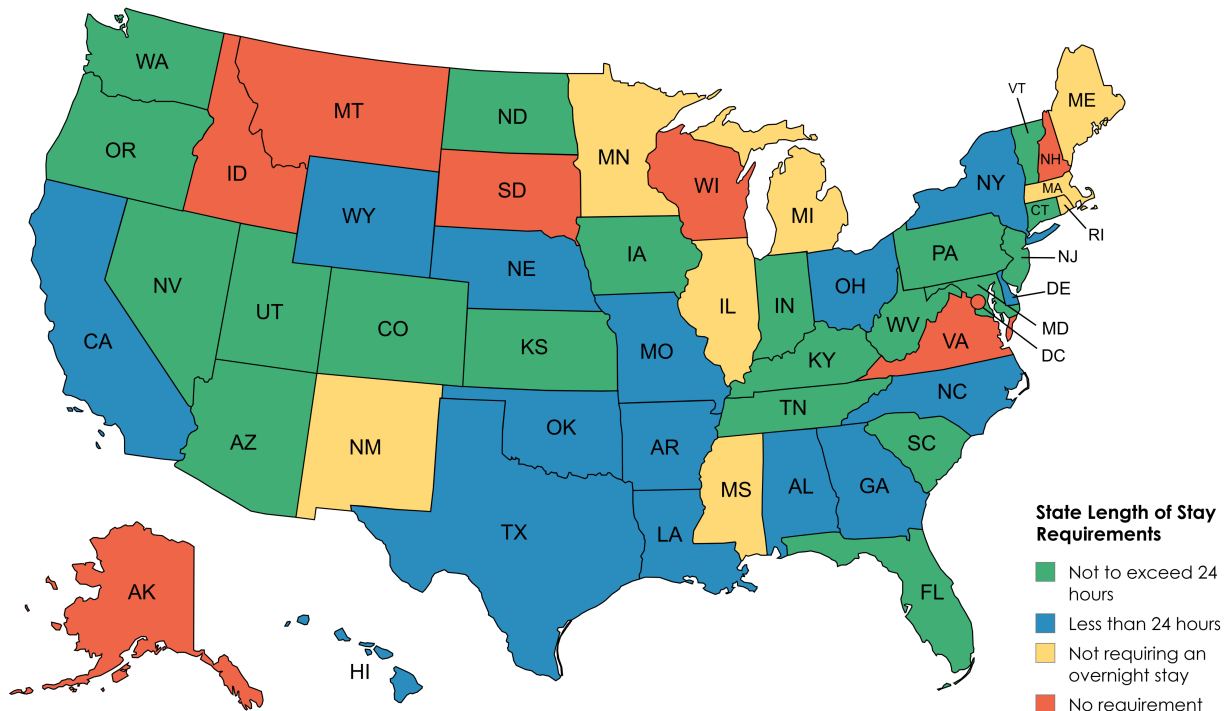 WA
MT
ND
MN
VT
ME
OR
ID
SD
WI
NH
NY
MA
WY
MI
CT
RI
IA
NE
PA
NJ
NV
OH
DE
UT
IL
IN
CO
WV
MD
CA
KS
MO
VA
DC
KY
NC
TN
OK
AZ
NM
AR
SC
MS
AL
GA
TX
LA
FL
AK
HI
State Length of Stay
Requirements
Not to exceed 24
hours
Less than 24 hours
Not requiring an
overnight stay
No requirement